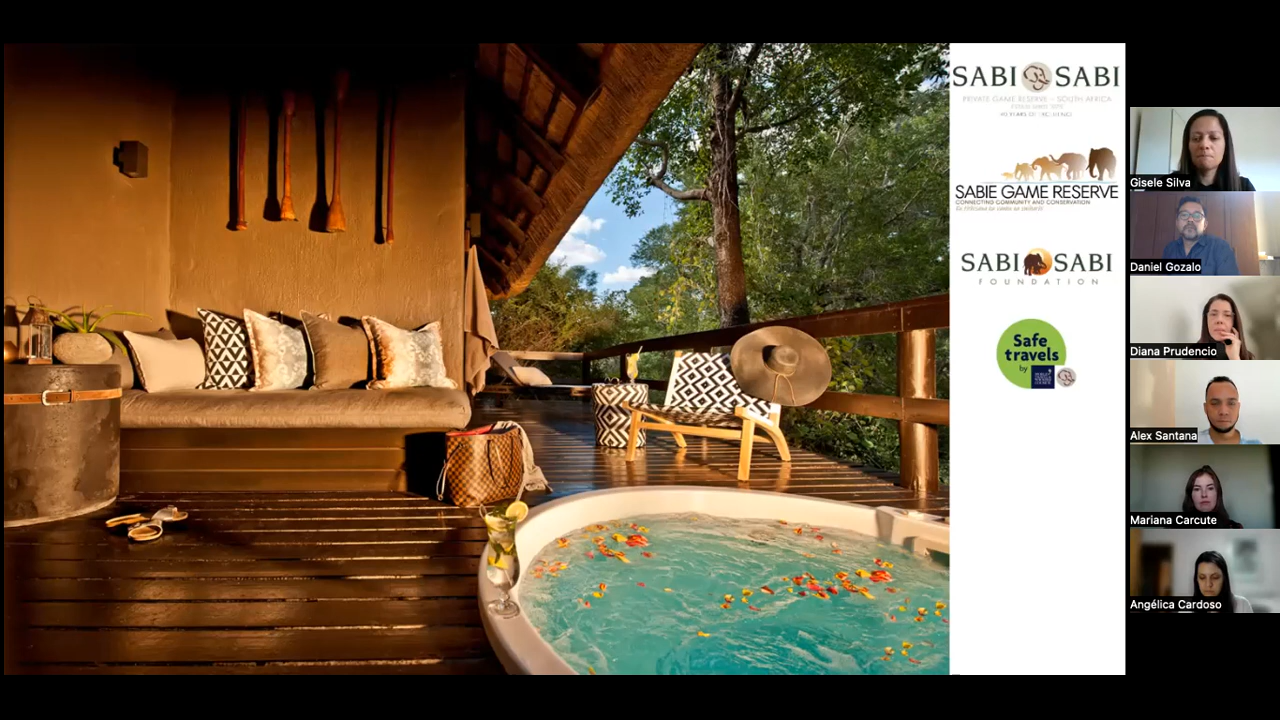 SABI SABI
PRIVATE GAME RESERVE – SOUTH AFRICA
SABIE GAME RESERVE
CONNECTING COMMUNITY AND CONSERVATION
SABI SABI
FOUNDATION
Safe
travels
by
Gisele Silva
Daniel Gozalo
Diana Prudencio
Alex Santana
Mariana Carcute
Angélica Cardoso